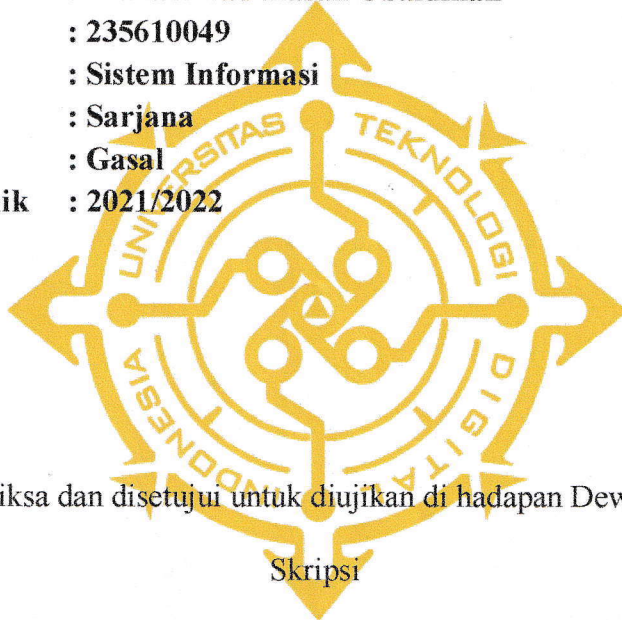 : 235610049
: Sistem Informasi
: Sarjana
: Gasal
ik : 2021/2022
UNIVERSITAS TEKNOLOGI DIGITAL INDONESIA
iksa dan disetujui untuk diujikan di hadapan Dew
Skripsi